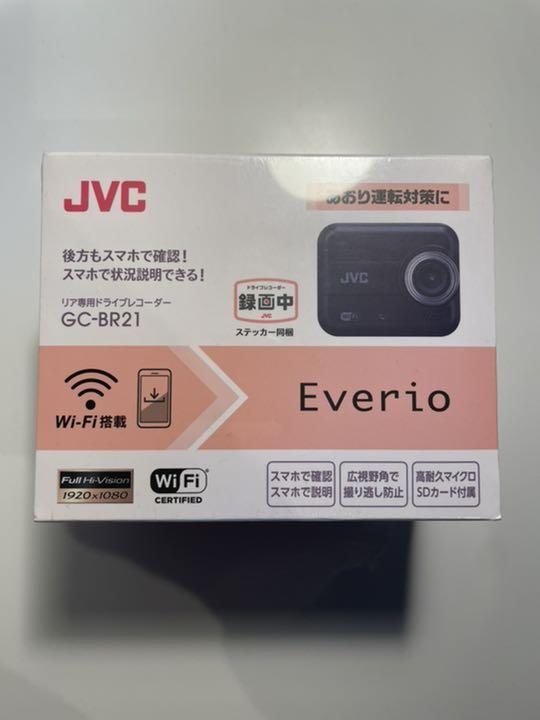 JVC
あおり運転対策に
後方もスマホで確認！
スマホで状況説明できる！
リア専用ドライブレコーダー
GC-BR21
ドライブレコーダー
録画中
JVC
ステッカー同梱
JVC
Wi Fi
Wi-Fi搭載
Everio
Full Hi-Vision
1920x1080
Wi Fi
CERTIFIED
スマホで確認
スマホで説明
広視野角で
撮り逃し防止
高耐久マイクロ
SDカード付属